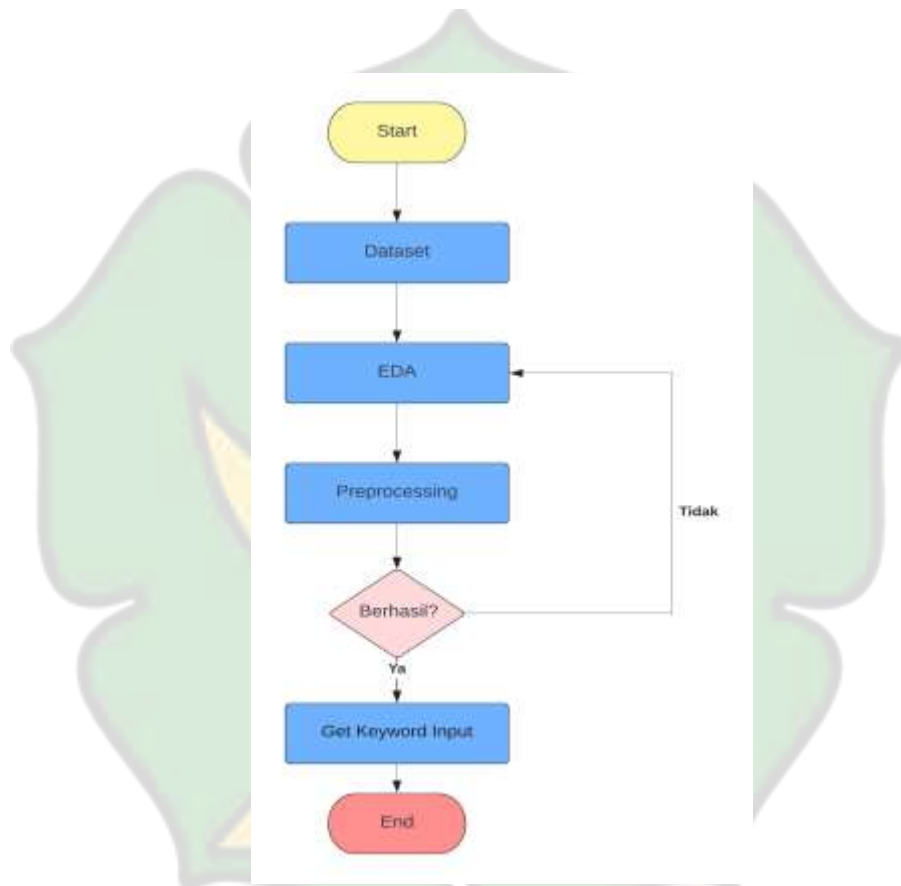 Start
Dataset
EDA
Preprocessing
Tidak
Berhasil?
Ya
Get Keyword Input
End